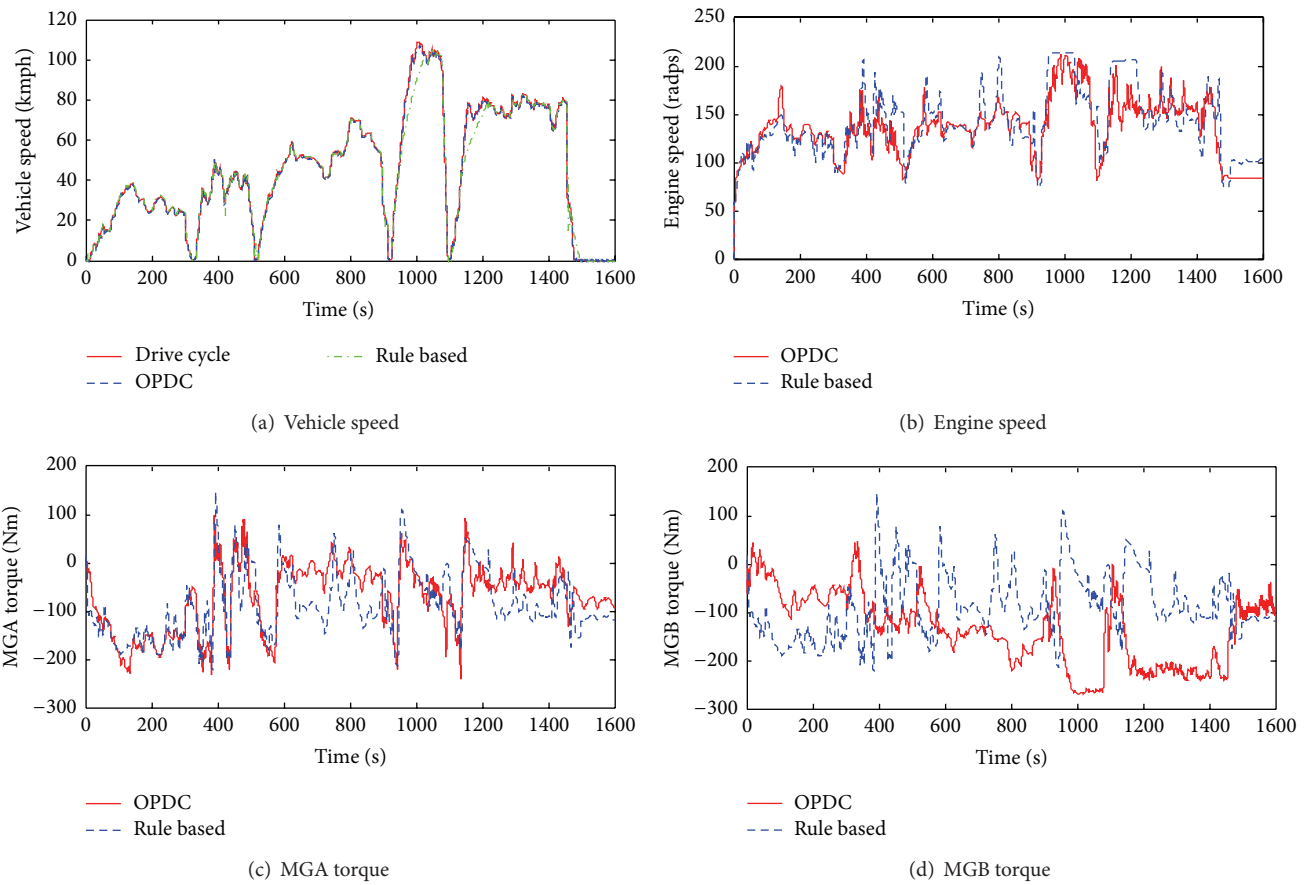 120
100
80
60
40
20
0
Vehicle speed (kmph)
0 200 400 600 800 1000 1200 1400 1600
Time (s)
Drive cycle
OPDC
Rule based
(a) Vehicle speed
250
200
150
100
50
0
Engine speed (radps)
0 200 400 600 800 1000 1200 1400 1600
Time (s)
OPDC
Rule based
(b) Engine speed
200
100
0
−100
−200
−300
MGA torque (Nm)
0 200 400 600 800 1000 1200 1400 1600
Time (s)
OPDC
Rule based
(c) MGA torque
200
100
0
−100
−200
−300
MGB torque (Nm)
0 200 400 600 800 1000 1200 1400 1600
Time (s)
OPDC
Rule based
(d) MGB torque